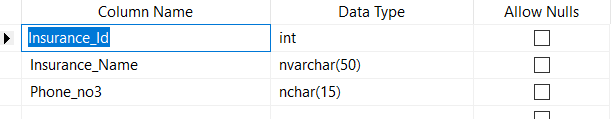 Column Name Data Type Allow Nulls
Insurance_Id int
Insurance_Name nvarchar(50)
Phone_no3 nchar(15)